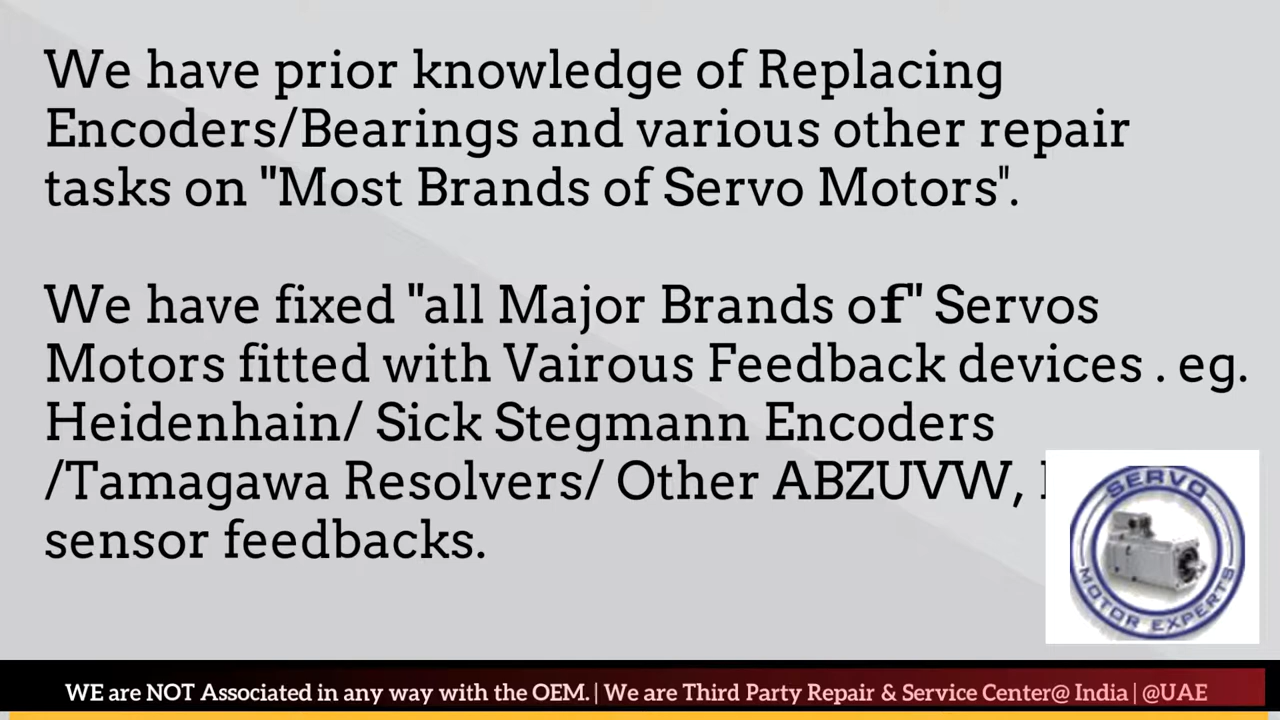 We have prior knowledge of Replacing
Encoders/Bearings and various other repair
tasks on "Most Brands of Servo Motors".
We have fixed "all Major Brands of" Servos
Motors fitted with Vairous Feedback devices . eg.
Heidenhain/ Sick Stegmann Encoders
/Tamagawa Resolvers/ Other ABZUVW,
sensor feedbacks.
SERVO
MOTOR EXPERTS
WE are NOT Associated in any way with the OEM. | We are Third Party Repair & Service Center@ India | @UAE